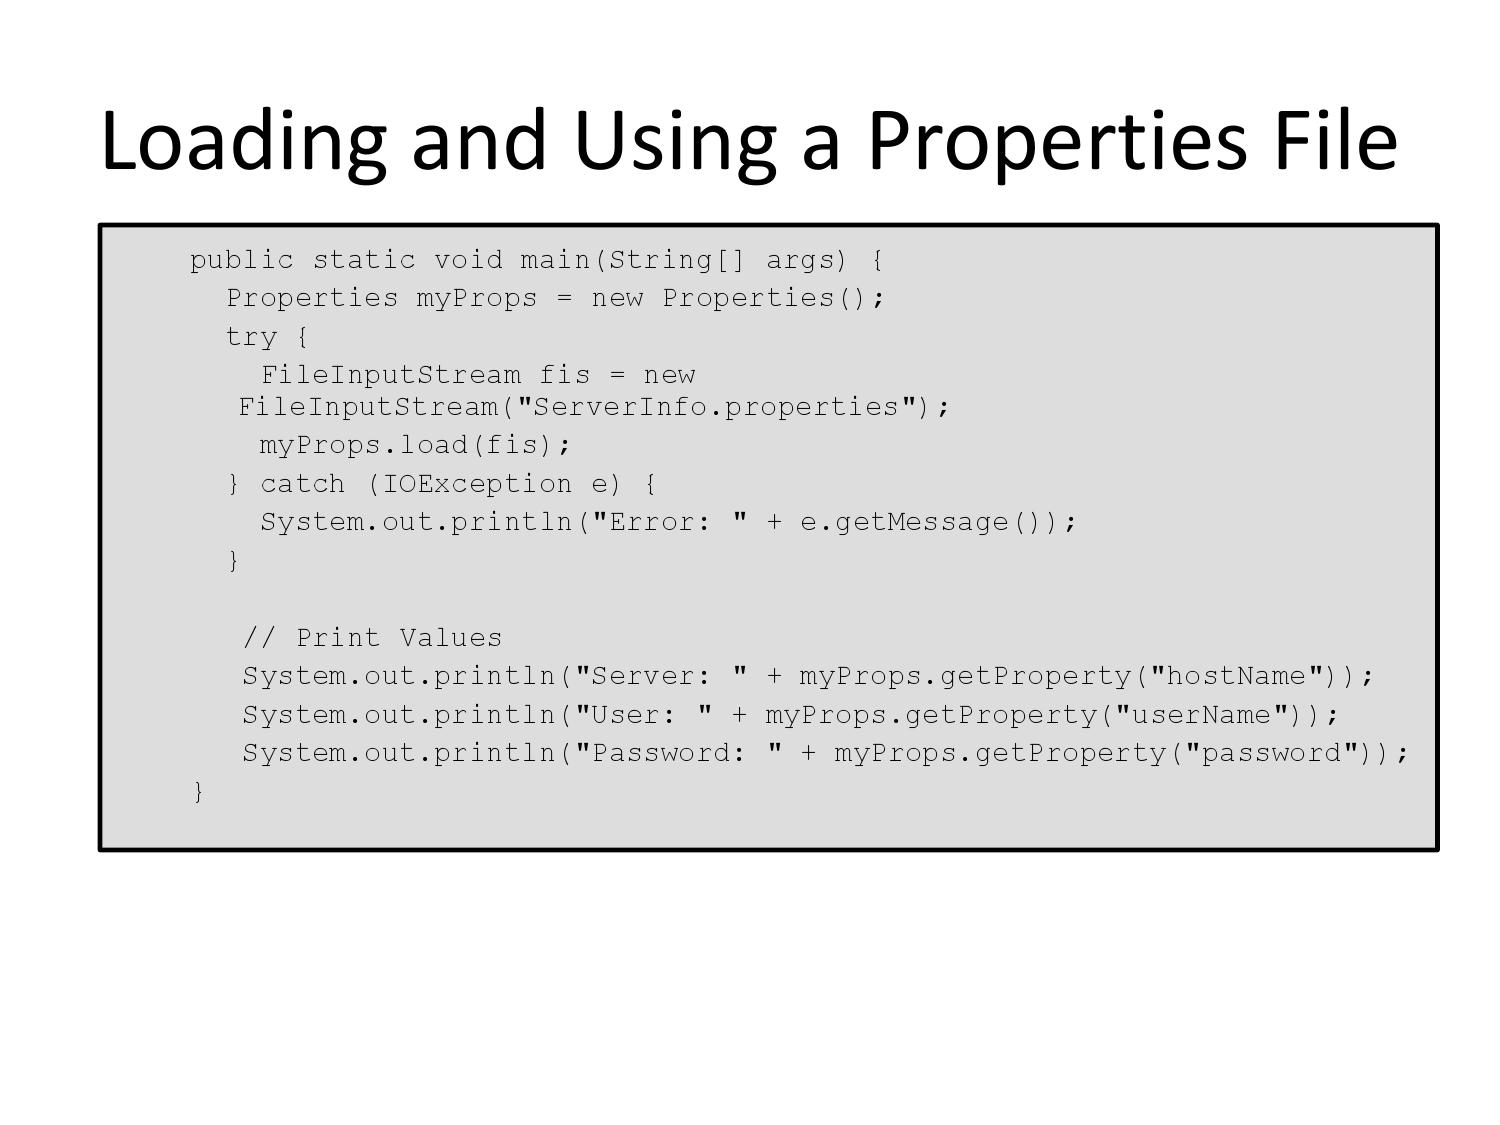 Loading and Using a Properties File
public static void main(String[] args) {
Properties myProps = new Properties();
try {
FileInputStream fis = new
FileInputStream("ServerInfo.properties");
myProps.load(fis);
} catch (IOException e) {
System.out.println("Error: " + e.getMessage());
}
// Print Values
System.out.println("Server: " + myProps.getProperty("hostName"));
System.out.println("User: " + myProps.getProperty("userName"));
System.out.println("Password: " + myProps.getProperty("password"));
}